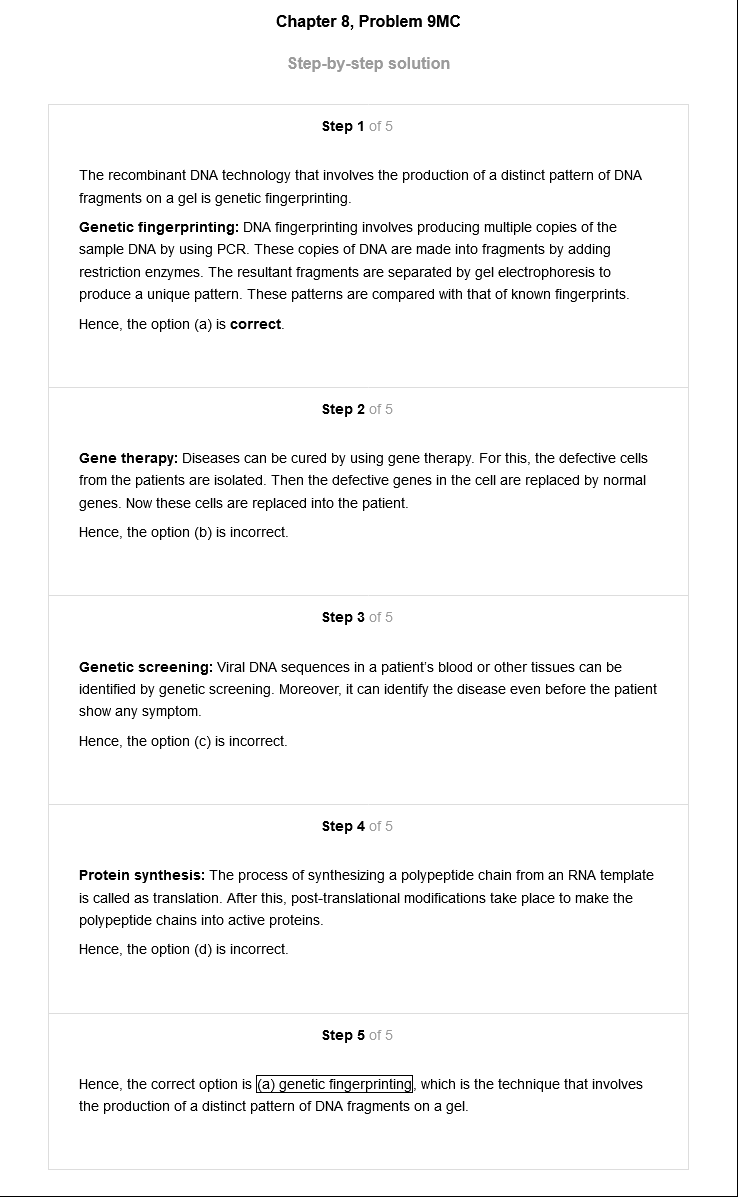 Chapter 8, Problem 9MC
Step-by-step solution
Step 1 of 5
The recombinant DNA technology that involves the production of a distinct pattern of DNA
fragments on a gel is genetic fingerprinting.
Genetic fingerprinting: DNA fingerprinting involves producing multiple copies of the
sample DNA by using PCR. These copies of DNA are made into fragments by adding
restriction enzymes. The resultant fragments are separated by gel electrophoresis to
produce a unique pattern. These patterns are compared with that of known fingerprints.
Hence, the option (a) is correct.
Step 2 of 5
Gene therapy: Diseases can be cured by using gene therapy. For this, the defective cells
from the patients are isolated. Then the defective genes in the cell are replaced by normal
genes. Now these cells are replaced into the patient.
Hence, the option (b) is incorrect.
Step 3 of 5
Genetic screening: Viral DNA sequences in a patient's blood or other tissues can be
identified by genetic screening. Moreover, it can identify the disease even before the patient
show any symptom.
Hence, the option (c) is incorrect.
Step 4 of 5
Protein synthesis: The process of synthesizing a polypeptide chain from an RNA template
is called as translation. After this, post-translational modifications take place to make the
polypeptide chains into active proteins.
Hence, the option (d) is incorrect.
Step 5 of 5
Hence, the correct option is (a) genetic fingerprinting, which is the technique that involves
the production of a distinct pattern of DNA fragments on a gel.